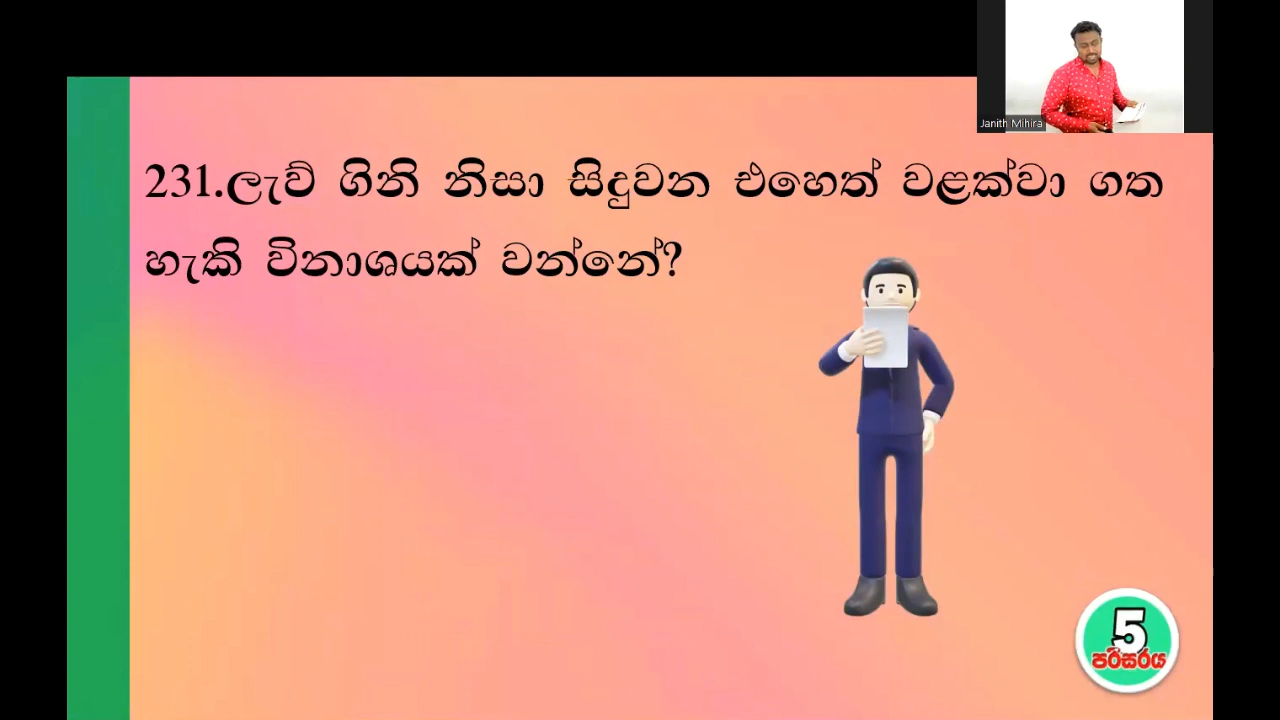 Janith Mihira
231.ලැව් ගිනි නිසා සිදුවන එහෙත් වළක්වා ගත
හැකි විනාශයක් වන්නේ?
5
පරිසරය